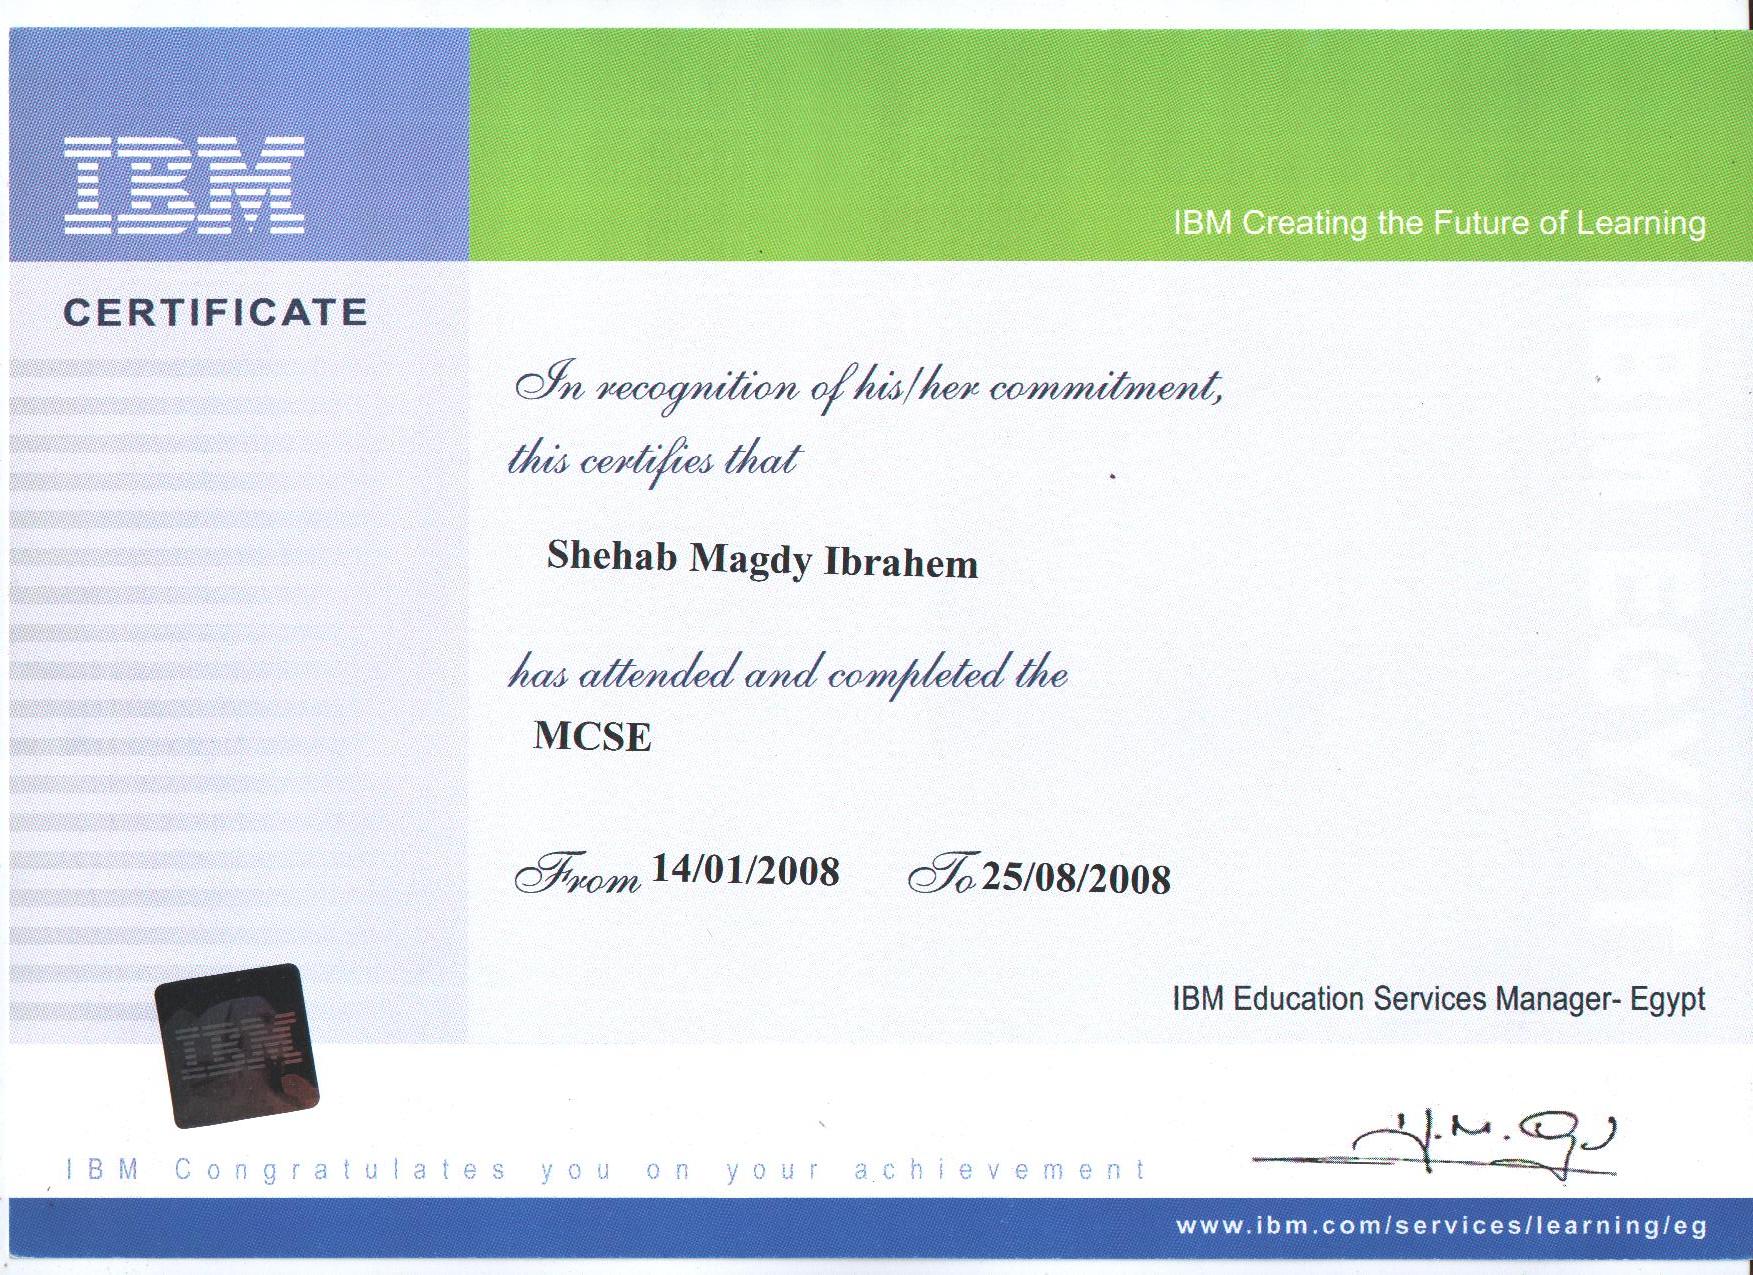 IBM
IBM Creating the Future of Learning
CERTIFICATE
In recognition of his/her commitment,
this certifies that
Shehab Magdy Ibrahem
has attended and completed the
MCSE
From 14/01/2008 To 25/08/2008
IBM Education Services Manager- Egypt
IBM
IBM Congratulates you on your achievement
www.ibm.com/services/learning/eg